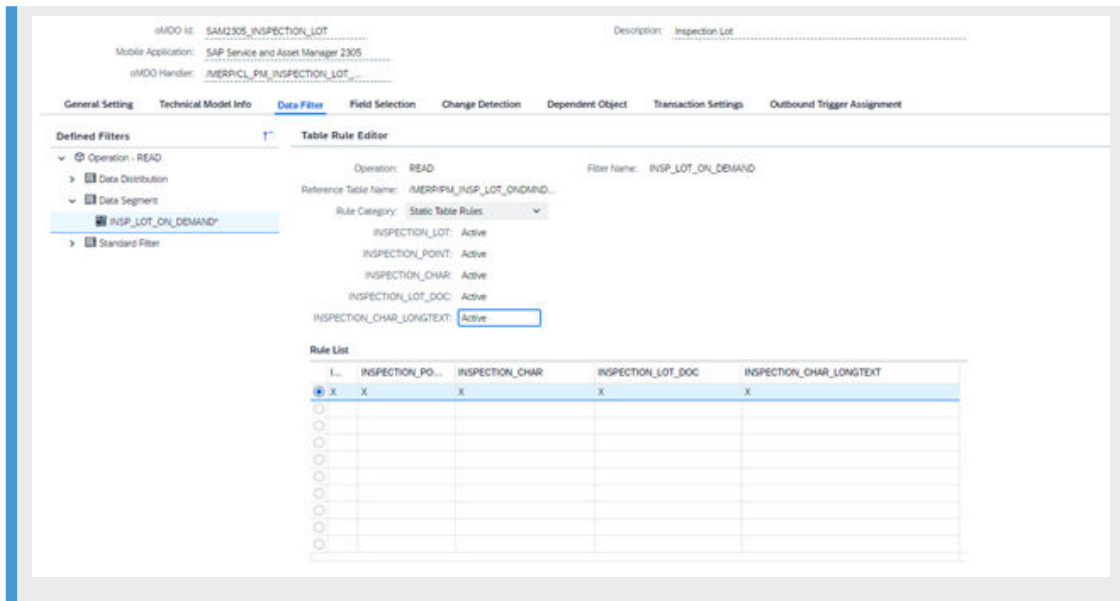 oMDO Id: SAM2305_INSPECTION_LOT Description: Inspection Lot
Mobile Application: SAP Service and Asset Manager 2305
oMDO Handler: /MERP/CL_PM_INSPECTION_LOT_...
General Setting Technical Model Info Data Filter Field Selection Change Detection Dependent Object Transaction Settings Outbound Trigger Assignment
Defined Filters
Operation - READ
Data Distribution
Data Segment
INSP_LOT_ON_DEMAND*
Standard Filter
Table Rule Editor
Operation: READ Filter Name: INSP_LOT_ON_DEMAND
Reference Table Name: /MERP/PM_INSP_LOT_ONDMND...
Rule Category: Static Table Rules
INSPECTION_LOT: Active
INSPECTION_POINT: Active
INSPECTION_CHAR: Active
INSPECTION_LOT_DOC: Active
INSPECTION_CHAR_LONGTEXT: Active
Rule List
I... INSPECTION_PO... INSPECTION_CHAR INSPECTION_LOT_DOC INSPECTION_CHAR_LONGTEXT
X X X X X